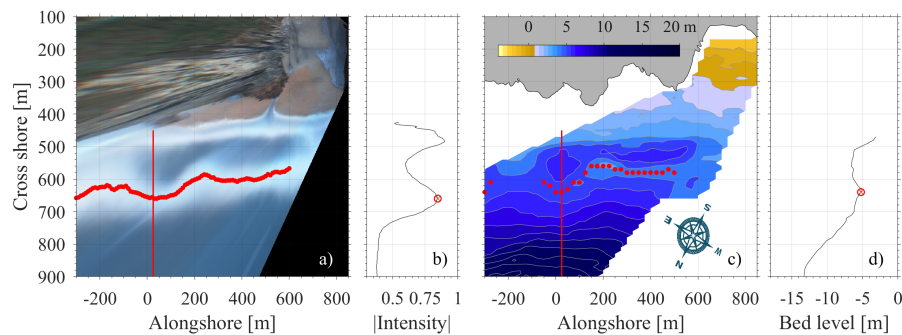 100
200
300
400
500
600
700
800
900
Cross shore [m]
-200 0 200 400 600 800
Alongshore [m]
a)
0.5 0.75 1
|Intensity|
b)
0 5 10 15 20 m
S
E
W
N
c)
-200 0 200 400 600 800
Alongshore [m]
-15 -10 -5 0
Bed level [m]
d)